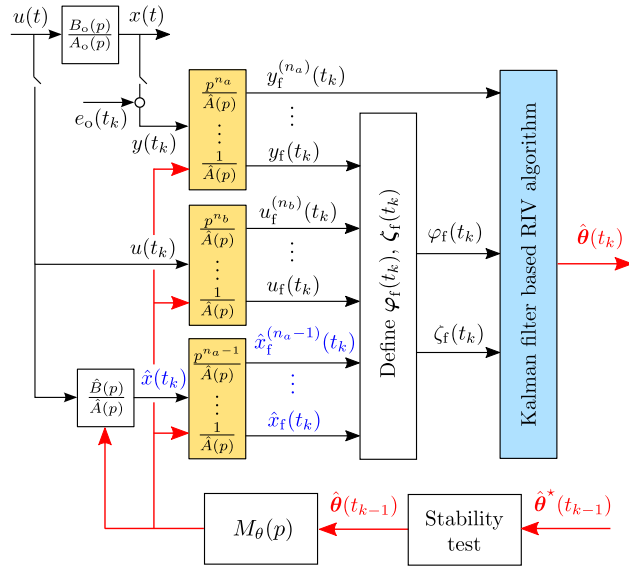 u(t)
B_o(p)/A_o(p)
x(t)
e_o(t_k)
y(t_k)
p^{n_a}/Â(p)
⋮
1/Â(p)
y_f^{(n_a)}(t_k)
⋮
y_f(t_k)
u(t_k)
p^{n_b}/Â(p)
⋮
1/Â(p)
u_f^{(n_b)}(t_k)
⋮
u_f(t_k)
B̂(p)/Â(p)
x̂(t_k)
p^{n_a−1}/Â(p)
⋮
1/Â(p)
x̂_f^{(n_a−1)}(t_k)
⋮
x̂_f(t_k)
Define φ_f(t_k), ζ_f(t_k)
φ_f(t_k)
ζ_f(t_k)
Kalman filter based RIV algorithm
θ̂(t_k)
M_θ(p)
θ̂(t_{k−1})
Stability
test
θ̂*(t_{k−1})